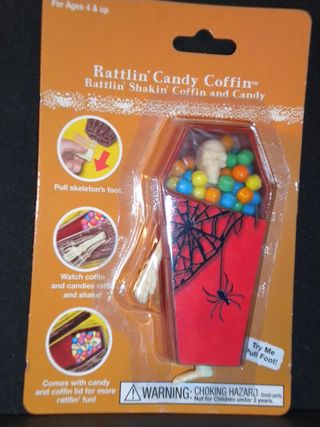 For Ages 4 & up
Rattlin' Candy Coffin™
Rattlin' Shakin' Coffin and Candy
Pull skeleton's foot.
Watch coffin
and candies rattle
and shake!
Try Me
Pull Foot!
Comes with candy
and coffin lid for more
rattlin' fun!
WARNING: CHOKING HAZARD Small parts.
Not for Children under 3 years.